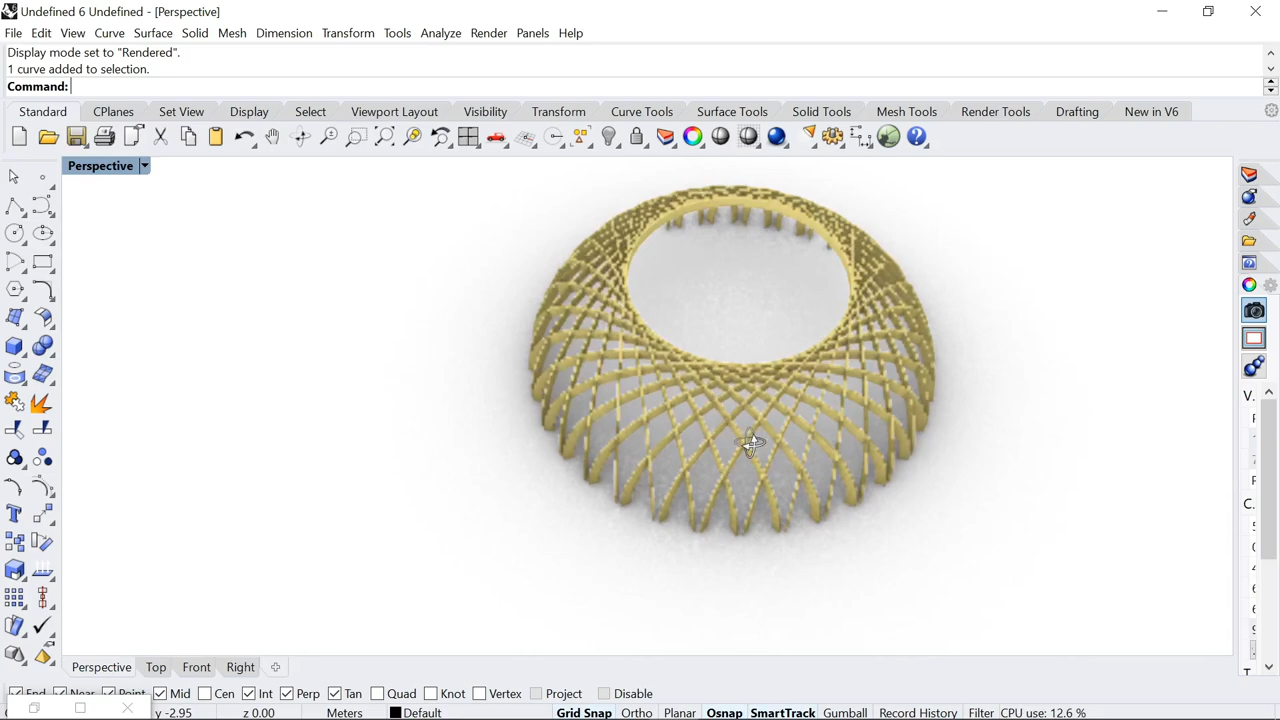 Undefined 6 Undefined - [Perspective]
File Edit View Curve Surface Solid Mesh Dimension Transform Tools Analyze Render Panels Help
Display mode set to "Rendered".
1 curve added to selection.
Command:
Standard CPlanes Set View Display Select Viewport Layout Visibility Transform Curve Tools Surface Tools Solid Tools Mesh Tools Render Tools Drafting New in V6
Perspective
V.
C.
Perspective Top Front Right
End Near Point Mid Cen Int Perp Tan Quad Knot Vertex Project Disable
y -2.95 z 0.00 Meters Default Grid Snap Ortho Planar Osnap SmartTrack Gumball Record History Filter CPU use: 12.6 %